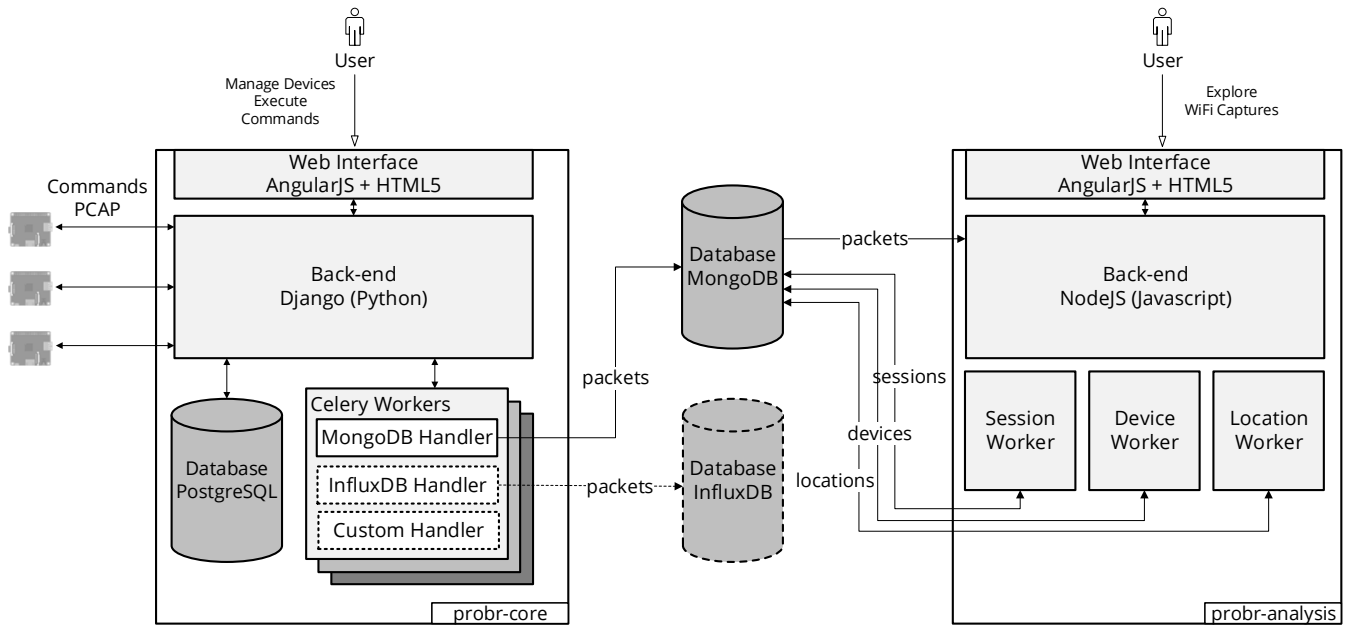 User
Manage Devices
Execute
Commands
Web Interface
AngularJS + HTML5
Commands
PCAP
Back-end
Django (Python)
Database
PostgreSQL
Celery Workers
MongoDB Handler
InfluxDB Handler
Custom Handler
probr-core
packets
packets
Database
MongoDB
Database
InfluxDB
packets
sessions
devices
locations
User
Explore
WiFi Captures
Web Interface
AngularJS + HTML5
Back-end
NodeJS (Javascript)
Session
Worker
Device
Worker
Location
Worker
probr-analysis